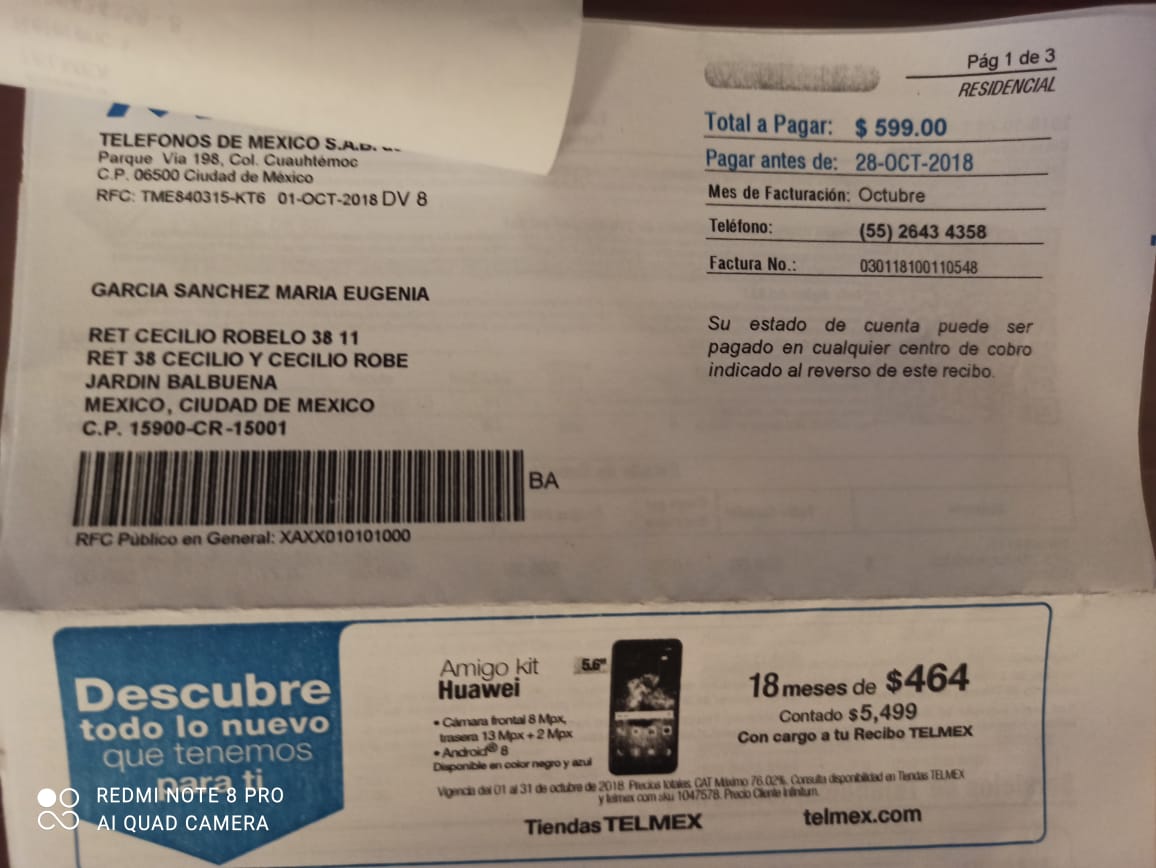 Pág 1 de 3
RESIDENCIAL
TELEFONOS DE MEXICO S.A.B.
Parque Via 198, Col. Cuauhtémoc
C.P. 06500 Ciudad de México
RFC: TME840315-KT6 01-OCT-2018 DV 8
Total a Pagar: $ 599.00
Pagar antes de: 28-OCT-2018
Mes de Facturación: Octubre
Teléfono: (55) 2643 4358
Factura No.: 030118100110548
GARCIA SANCHEZ MARIA EUGENIA
RET CECILIO ROBELO 38 11
RET 38 CECILIO Y CECILIO ROBE
JARDIN BALBUENA
MEXICO, CIUDAD DE MEXICO
C.P. 15900-CR-15001
Su estado de cuenta puede ser
pagado en cualquier centro de cobro
indicado al reverso de este recibo.
BA
RFC Público en General: XAXX010101000
Descubre
todo lo nuevo
que tenemos
para ti
Amigo kit
Huawei
• Cámara frontal 8 Mpx,
trasera 13 Mpx + 2 Mpx
• Android® 8
Disponible en color negro y azul
5.6"
18 meses de $464
Contado $5,499
Con cargo a tu Recibo TELMEX
Vigencia del 01 al 31 de octubre de 2018. Precios totales. CAT Máximo 76.02%. Consulta disponibilidad en Tiendas TELMEX
y telmex.com sku 1047578. Precio Cliente Infinitum.
Tiendas TELMEX
telmex.com
REDMI NOTE 8 PRO
AI QUAD CAMERA